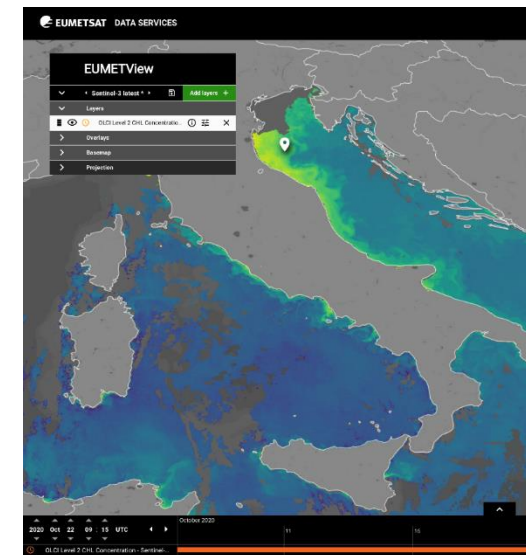 EUMETSAT DATA SERVICES
EUMETView
Sentinel-3 latest * Add layers +
Layers
OLCI Level 2 CHL Concentratio...
Overlays
Basemap
Projection
October 2020
2020 Oct 22 09 : 15 UTC
11 16
OLCI Level 2 CHL Concentration - Sentinel-...